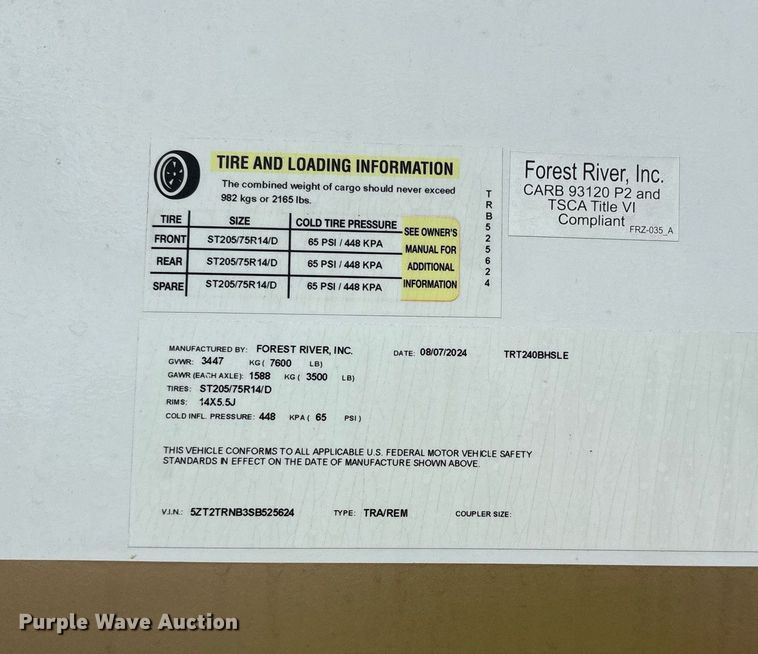 TIRE AND LOADING INFORMATION
The combined weight of cargo should never exceed
982 kgs or 2165 lbs.
TIRE SIZE COLD TIRE PRESSURE
FRONT ST205/75R14/D 65 PSI / 448 KPA
REAR ST205/75R14/D 65 PSI / 448 KPA
SPARE ST205/75R14/D 65 PSI / 448 KPA
SEE OWNER'S
MANUAL FOR
ADDITIONAL
INFORMATION
TRB525624
Forest River, Inc.
CARB 93120 P2 and
TSCA Title VI
Compliant
FRZ-035_A
MANUFACTURED BY: FOREST RIVER, INC. DATE: 08/07/2024 TRT240BHSLE
GVWR: 3447 KG ( 7600 LB)
GAWR (EACH AXLE): 1588 KG ( 3500 LB)
TIRES: ST205/75R14/D
RIMS: 14X5.5J
COLD INFL. PRESSURE: 448 KPA ( 65 PSI )
THIS VEHICLE CONFORMS TO ALL APPLICABLE U.S. FEDERAL MOTOR VEHICLE SAFETY
STANDARDS IN EFFECT ON THE DATE OF MANUFACTURE SHOWN ABOVE.
V.I.N.: 5ZT2TRNB3SB525624 TYPE: TRA/REM COUPLER SIZE:
Purple Wave Auction